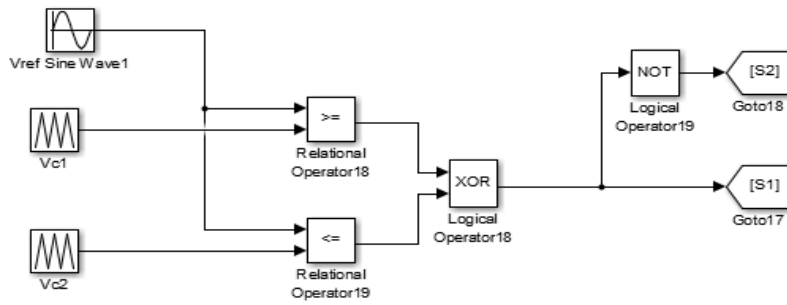 Vref Sine Wave1
Vc1
>=
Relational
Operator18
XOR
Logical
Operator18
NOT
Logical
Operator19
[S2]
Goto18
[S1]
Goto17
Vc2
<=
Relational
Operator19